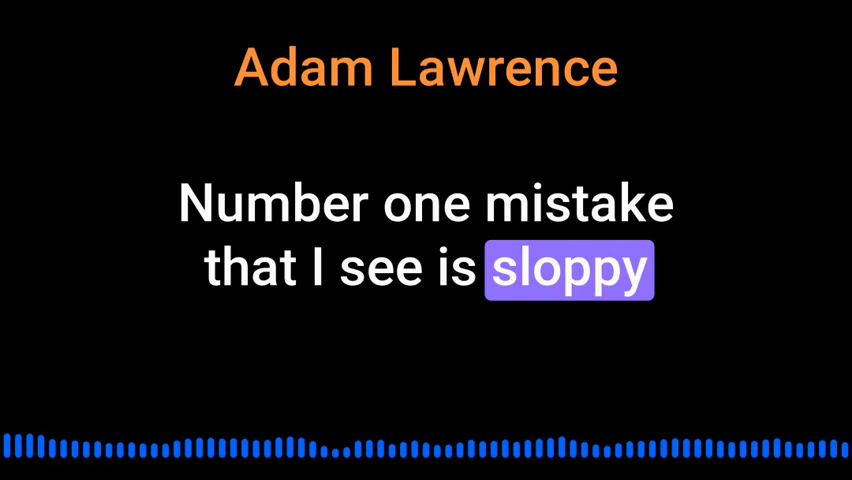 Adam Lawrence
Number one mistake
that I see is sloppy